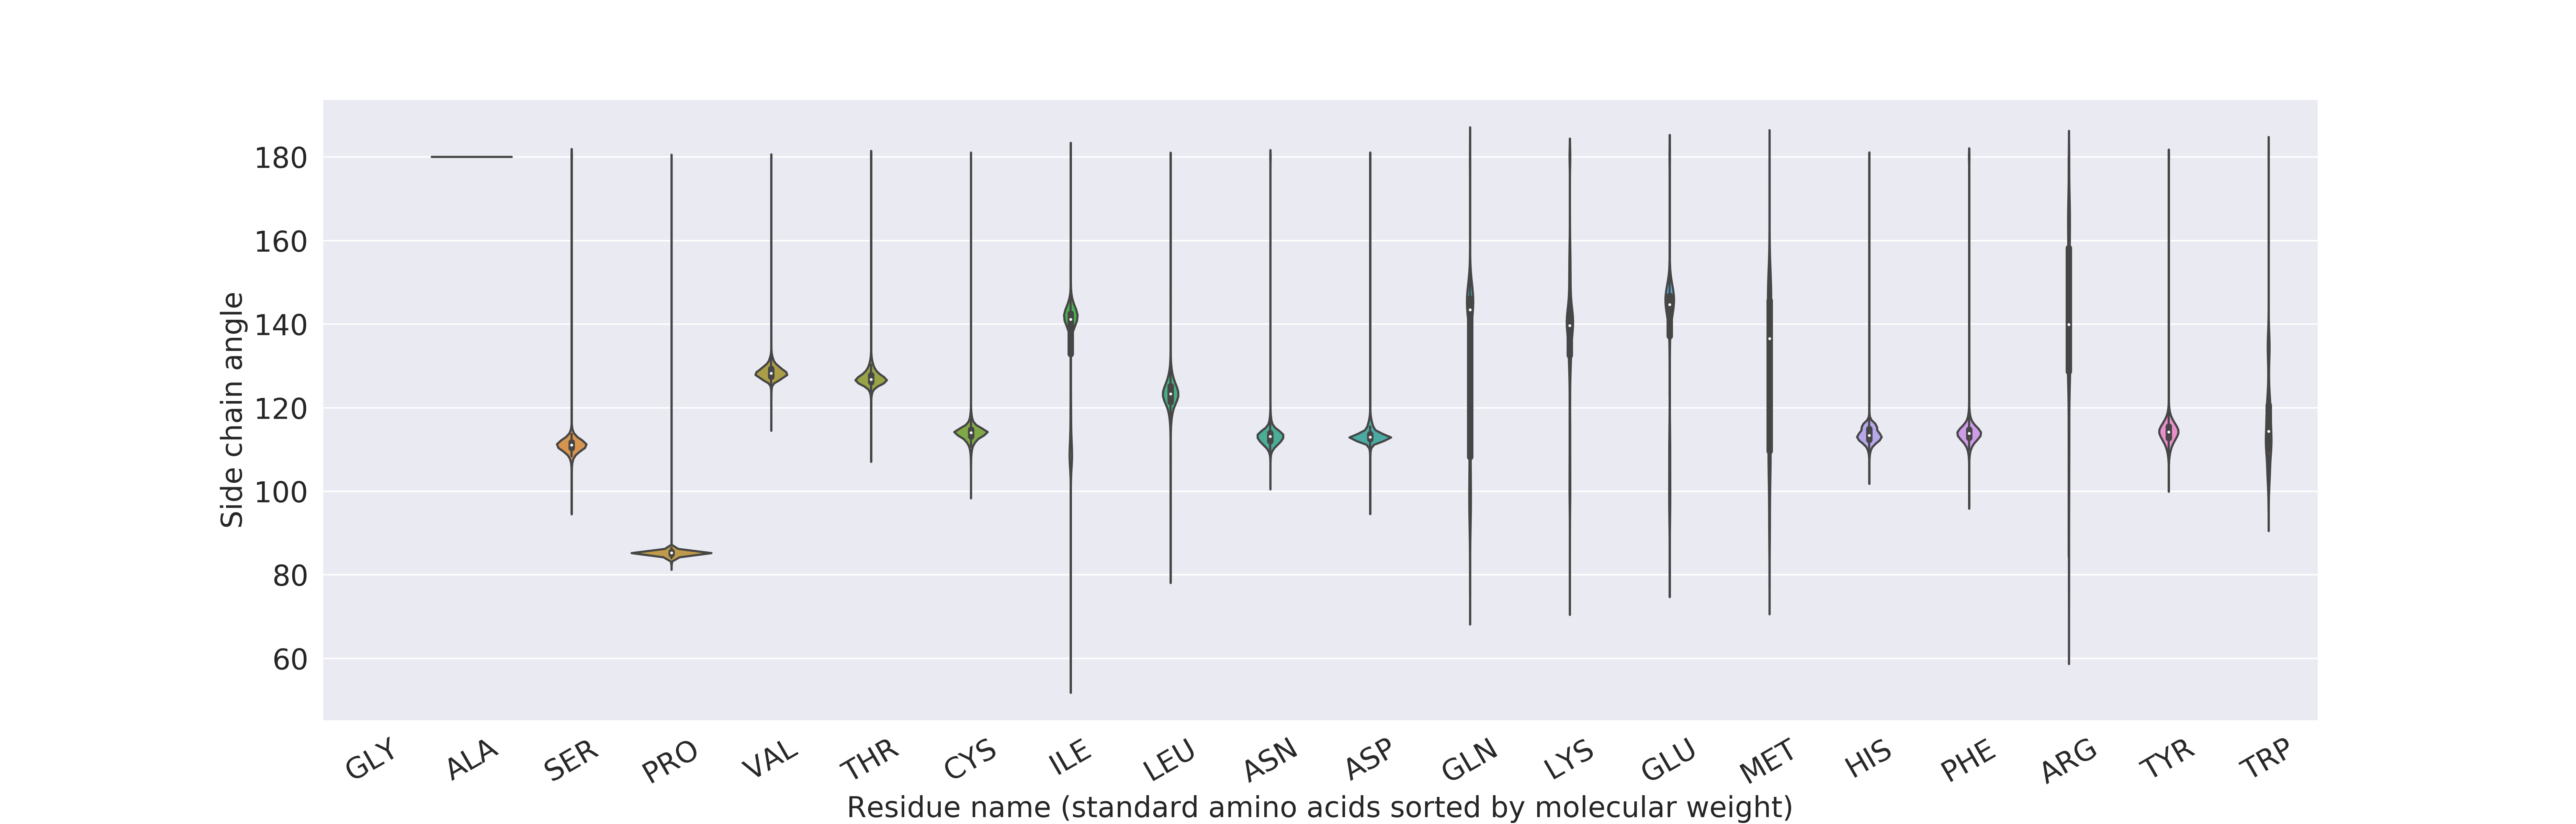 180
160
140
120
100
80
60
Side chain angle
GLY ALA SER PRO VAL THR CYS ILE LEU ASN ASP GLN LYS GLU MET HIS PHE ARG TYR TRP
Residue name (standard amino acids sorted by molecular weight)